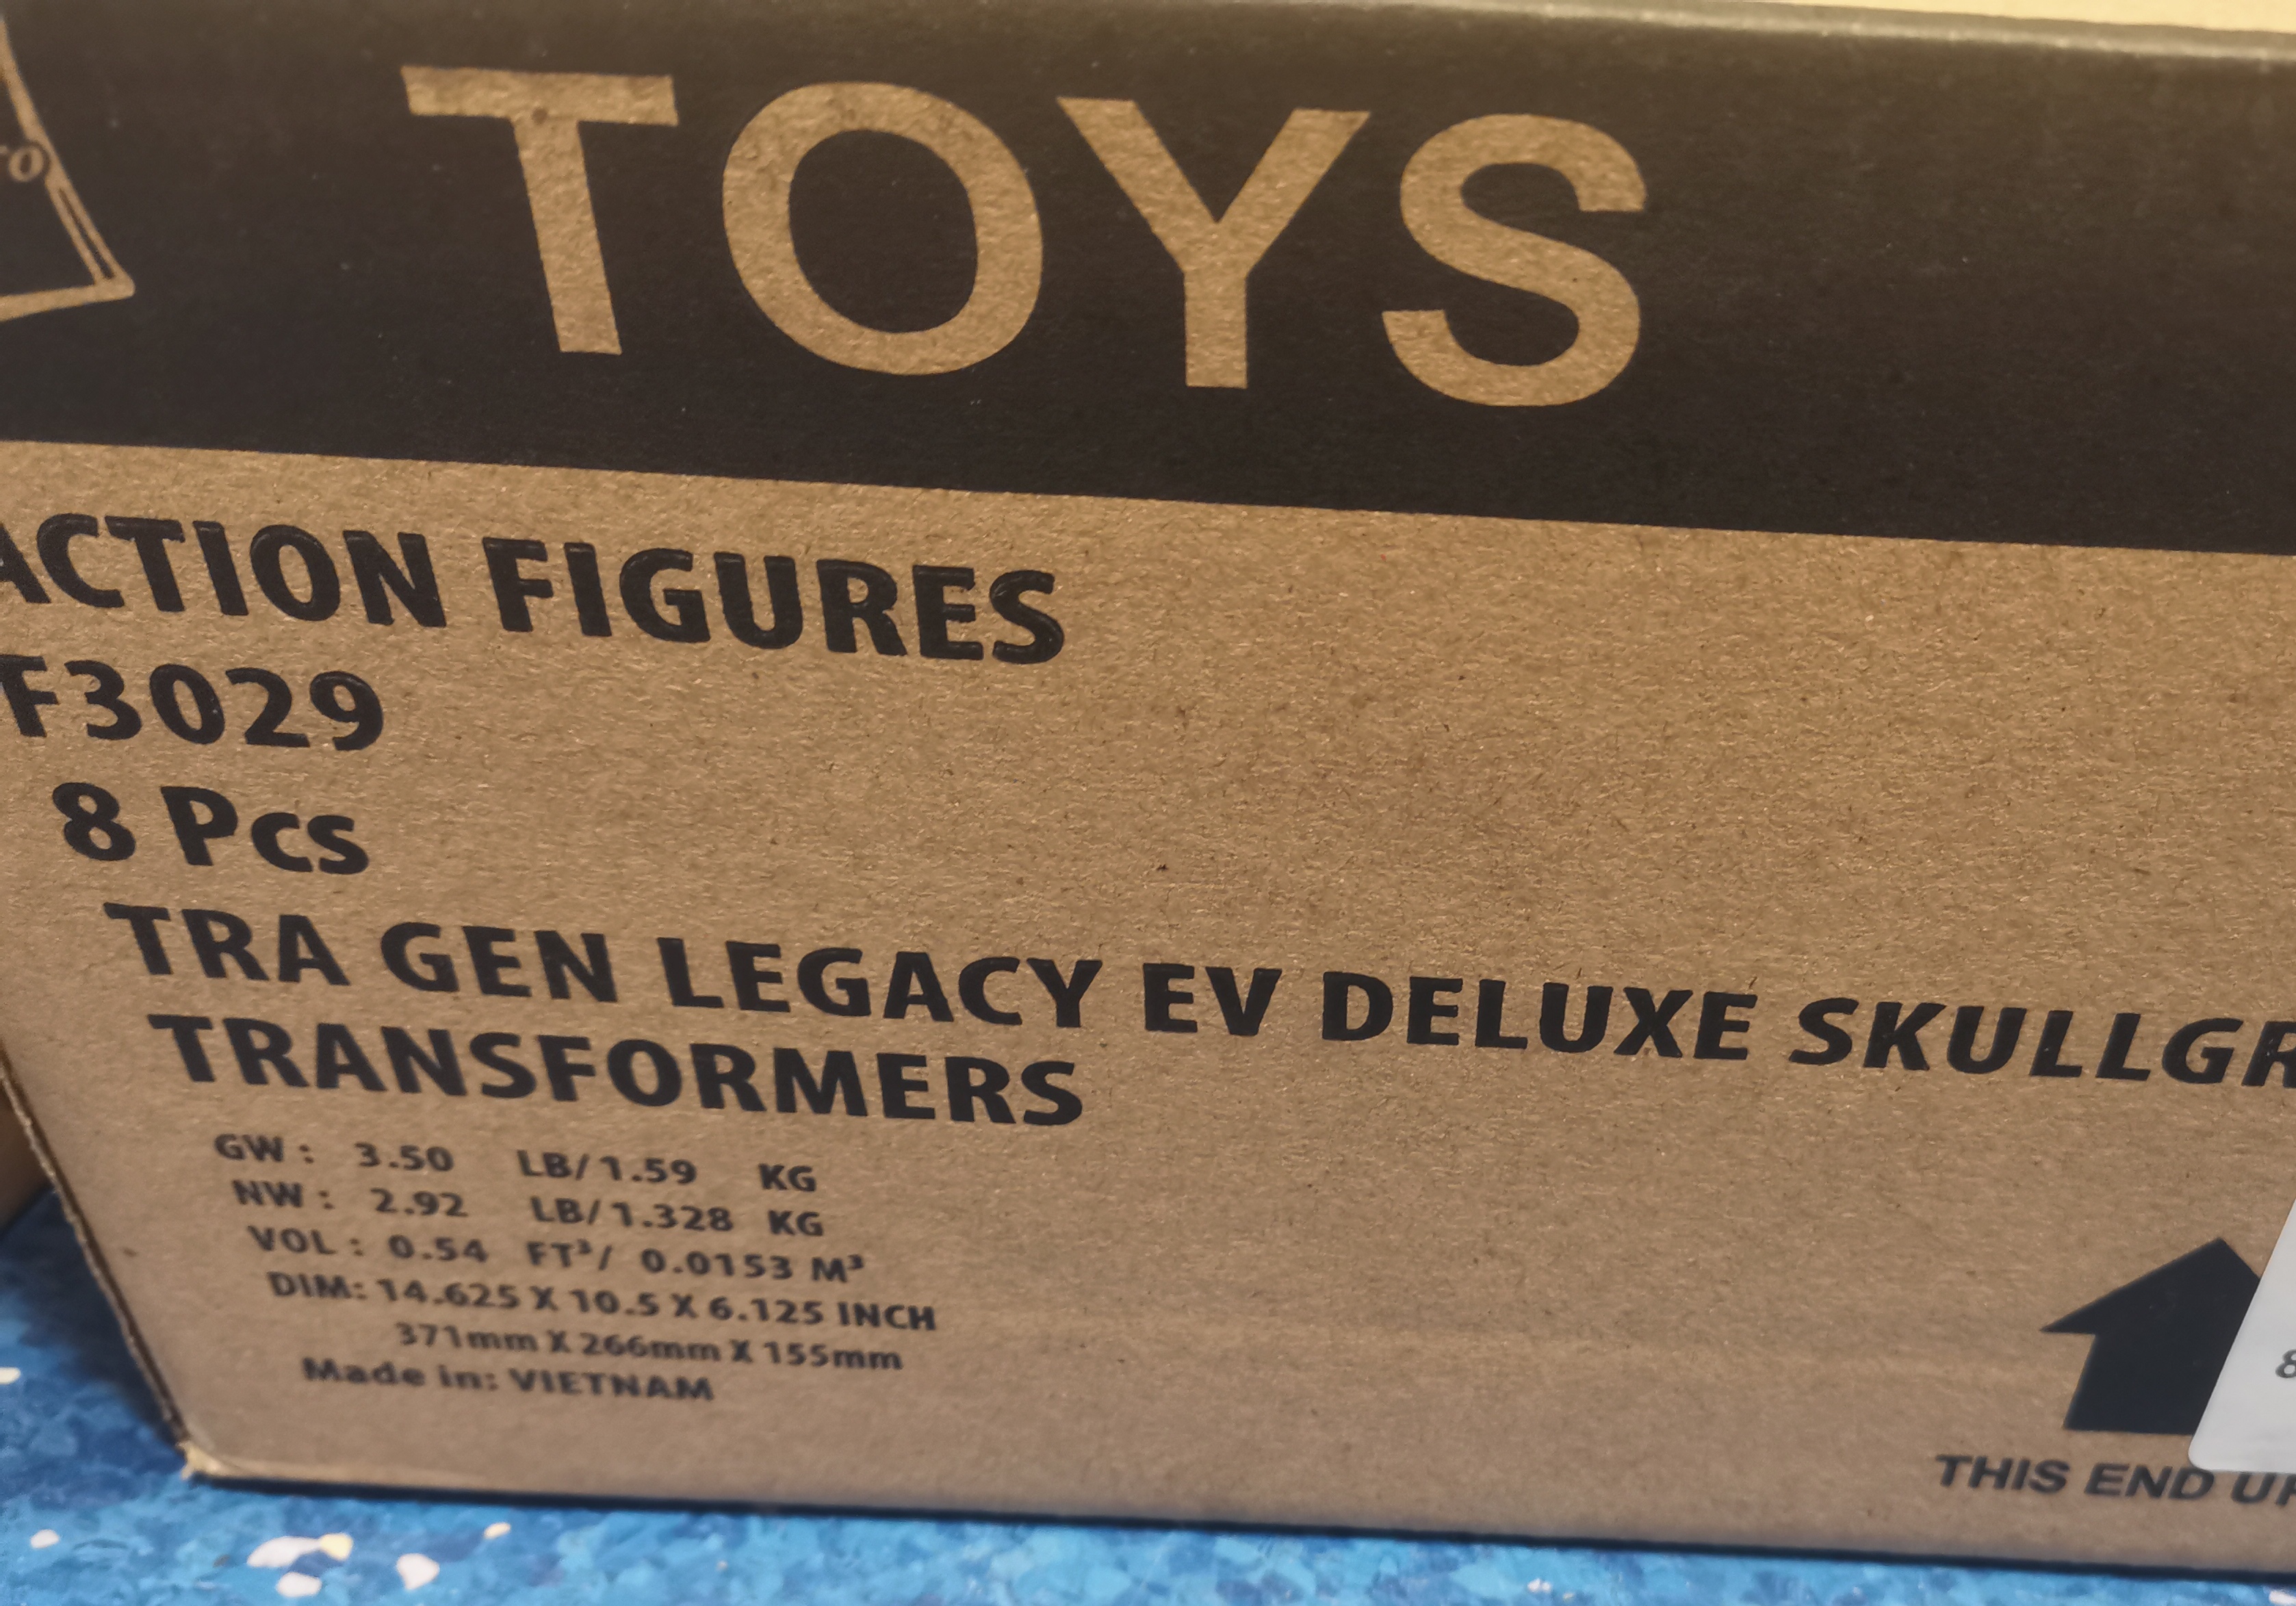 TOYS
ACTION FIGURES
F3029
8 Pcs
TRA GEN LEGACY EV DELUXE SKULLGR
TRANSFORMERS
GW : 3.50 LB/ 1.59 KG
NW : 2.92 LB/ 1.328 KG
VOL : 0.54 FT³/ 0.0153 M³
DIM: 14.625 X 10.5 X 6.125 INCH
371mm X 266mm X 155mm
Made in: VIETNAM
THIS END UP